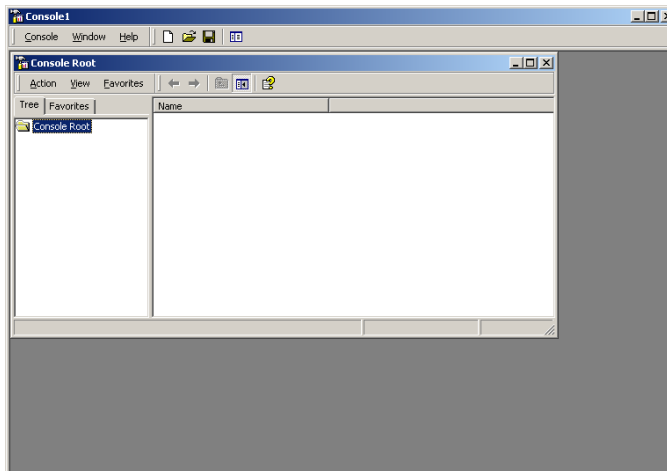 Console1
Console Window Help
Console Root
Action View Favorites
Tree Favorites Name
Console Root